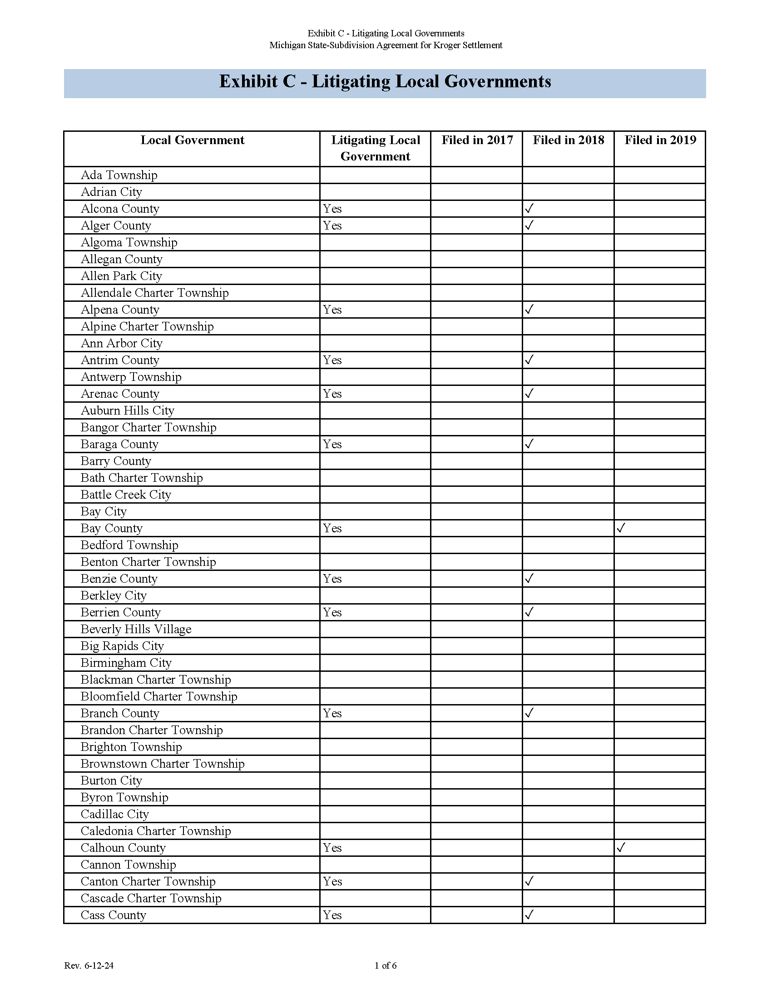 Exhibit C - Litigating Local Governments
Michigan State-Subdivision Agreement for Kroger Settlement
Exhibit C - Litigating Local Governments
Local Government Litigating Local Government Filed in 2017 Filed in 2018 Filed in 2019
Ada Township
Adrian City
Alcona County Yes ✓
Alger County Yes ✓
Algoma Township
Allegan County
Allen Park City
Allendale Charter Township
Alpena County Yes ✓
Alpine Charter Township
Ann Arbor City
Antrim County Yes ✓
Antwerp Township
Arenac County Yes ✓
Auburn Hills City
Bangor Charter Township
Baraga County Yes ✓
Barry County
Bath Charter Township
Battle Creek City
Bay City
Bay County Yes ✓
Bedford Township
Benton Charter Township
Benzie County Yes ✓
Berkley City
Berrien County Yes ✓
Beverly Hills Village
Big Rapids City
Birmingham City
Blackman Charter Township
Bloomfield Charter Township
Branch County Yes ✓
Brandon Charter Township
Brighton Township
Brownstown Charter Township
Burton City
Byron Township
Cadillac City
Caledonia Charter Township
Calhoun County Yes ✓
Cannon Township
Canton Charter Township Yes ✓
Cascade Charter Township
Cass County Yes ✓
Rev. 6-12-24 1 of 6